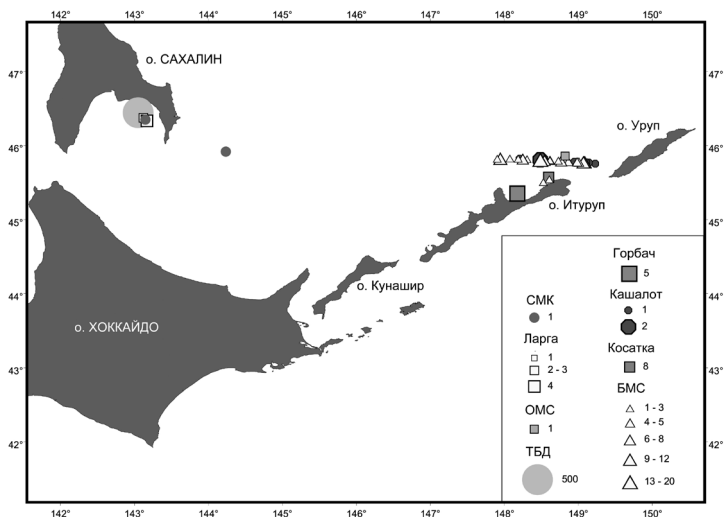 142° 143° 144° 145° 146° 147° 148° 149° 150°
47° 47°
о. САХАЛИН
о. Уруп
46° 46°
о. Итуруп
45° 45°
о. Кунашир
44° 44°
о. ХОККАЙДО
43° 43°
42° 42°
142° 143° 144° 145° 146° 147° 148° 149° 150°
СМК
1
Ларга
1
2 - 3
4
ОМС
1
ТБД
500
Горбач
5
Кашалот
1
2
Косатка
8
БМС
1 - 3
4 - 5
6 - 8
9 - 12
13 - 20